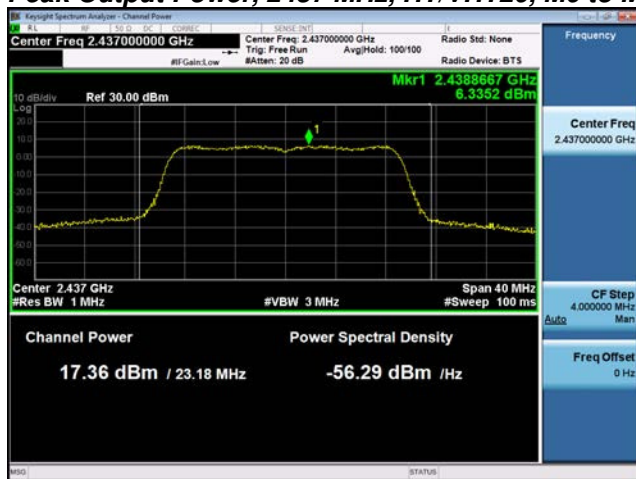 Peak Output Power, 2437 MHz, HT/VHT20, M0 to M
Keysight Spectrum Analyzer - Channel Power
RL RF 50 Ω DC CORREC SENSE:INT
Center Freq 2.437000000 GHz
#IFGain:Low
Center Freq: 2.437000000 GHz
Trig: Free Run Avg|Hold: 100/100
#Atten: 20 dB
Radio Std: None
Radio Device: BTS
Frequency
Mkr1 2.4388667 GHz
6.3352 dBm
10 dB/div Ref 30.00 dBm
Log
20.0
10.0
0.00
-10.0
-20.0
-30.0
-40.0
-50.0
-60.0
1
Center 2.437 GHz Span 40 MHz
#Res BW 1 MHz #VBW 3 MHz #Sweep 100 ms
Channel Power Power Spectral Density
17.36 dBm / 23.18 MHz -56.29 dBm /Hz
Center Freq
2.437000000 GHz
CF Step
4.000000 MHz
Auto Man
Freq Offset
0 Hz
MSG STATUS